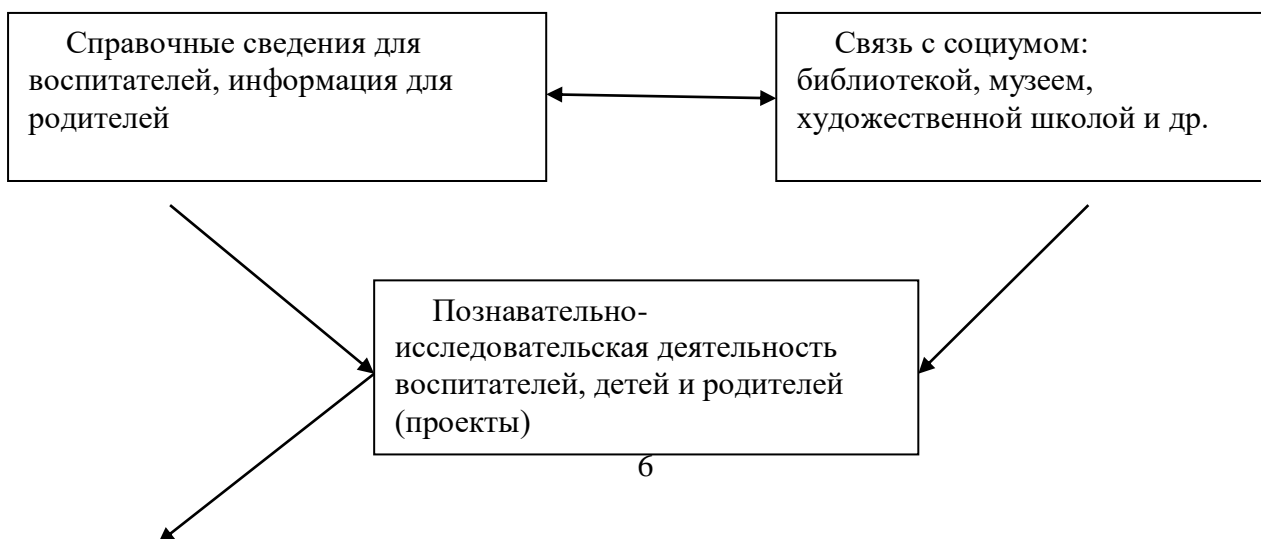 Справочные сведения для
воспитателей, информация для
родителей
Связь с социумом:
библиотекой, музеем,
художественной школой и др.
Познавательно-
исследовательская деятельность
воспитателей, детей и родителей
(проекты)
6